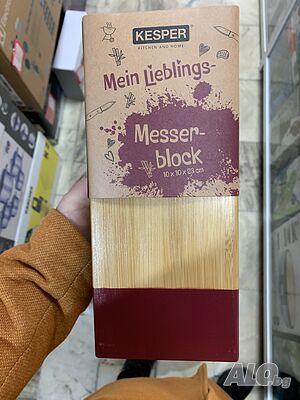 KESPER
KITCHEN AND HOME
Mein Lieblings-
Messer-
block
10 x 10 x 23 cm
ALO.bg